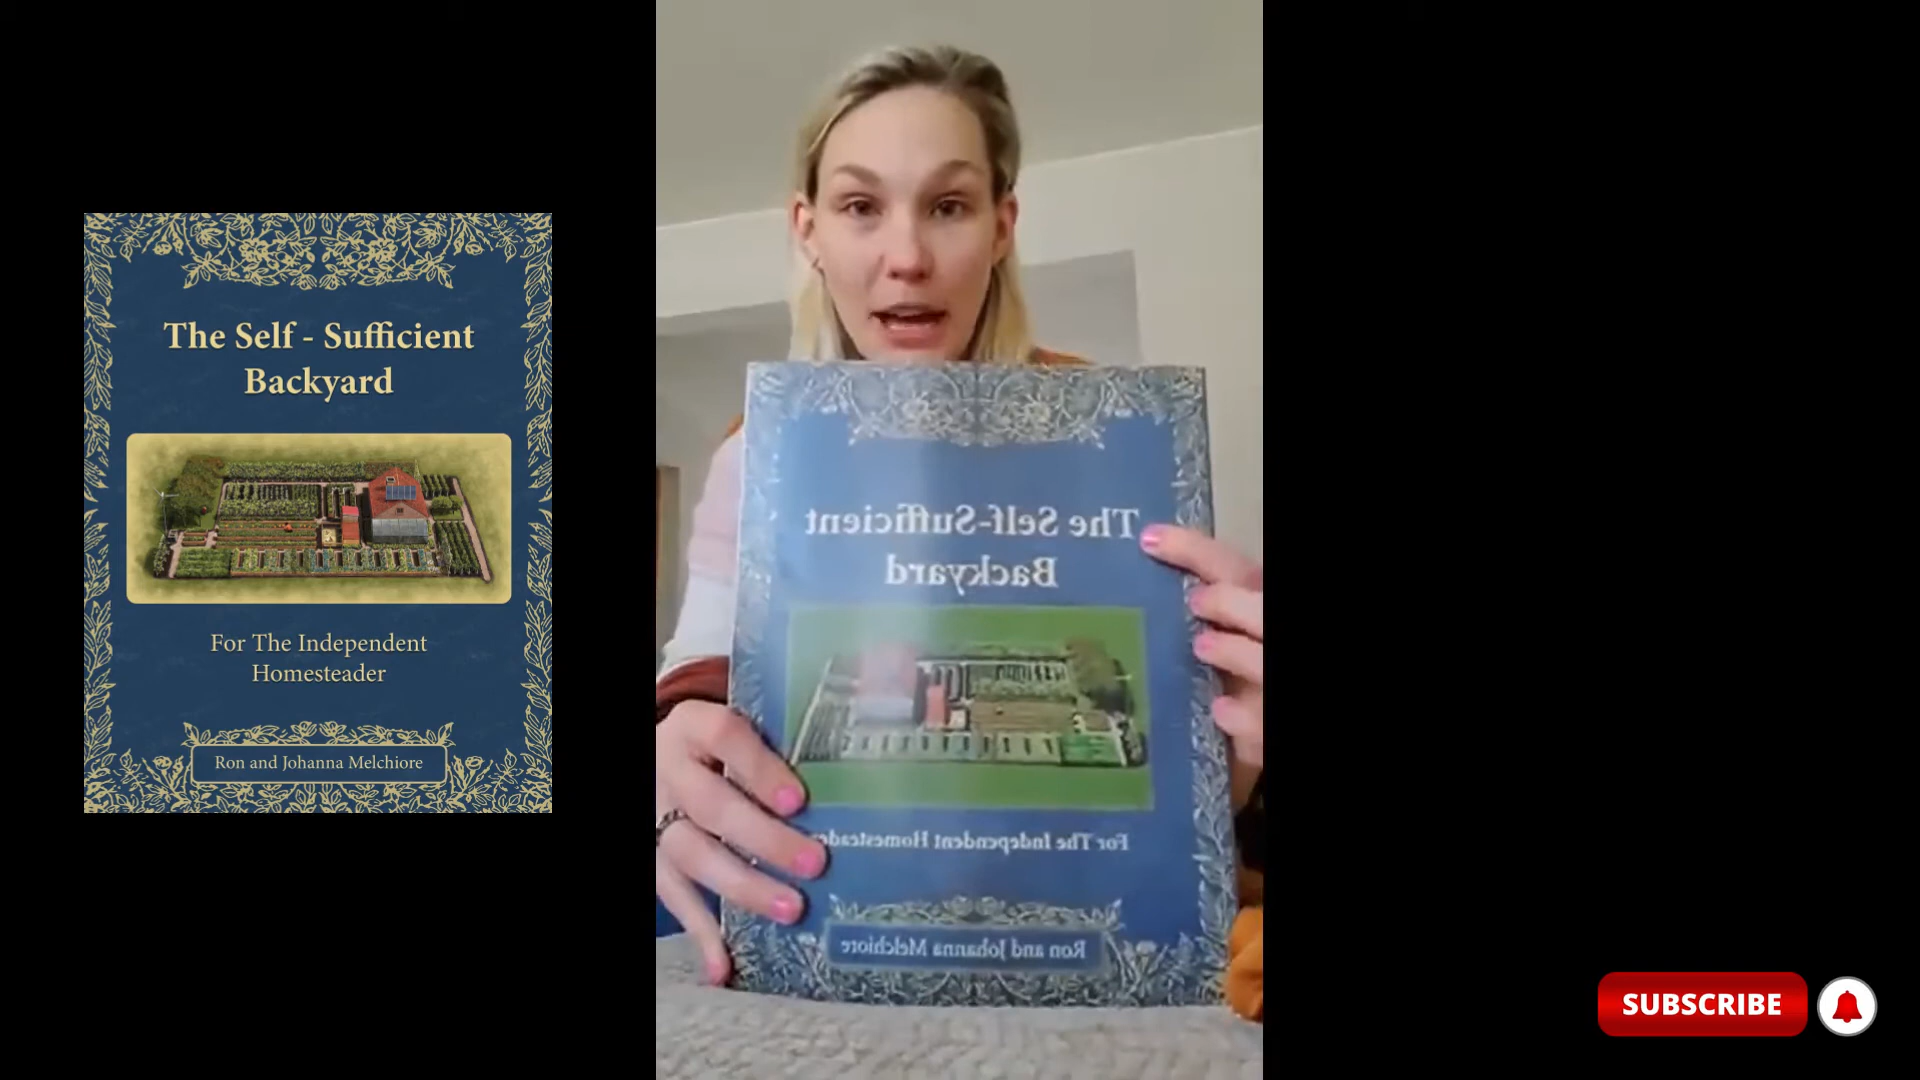 The Self - Sufficient
Backyard
For The Independent
Homesteader
Ron and Johanna Melchiore
The Self-Sufficient
Backyard
For The Independent Homesteader
Ron and Johanna Melchiore
SUBSCRIBE